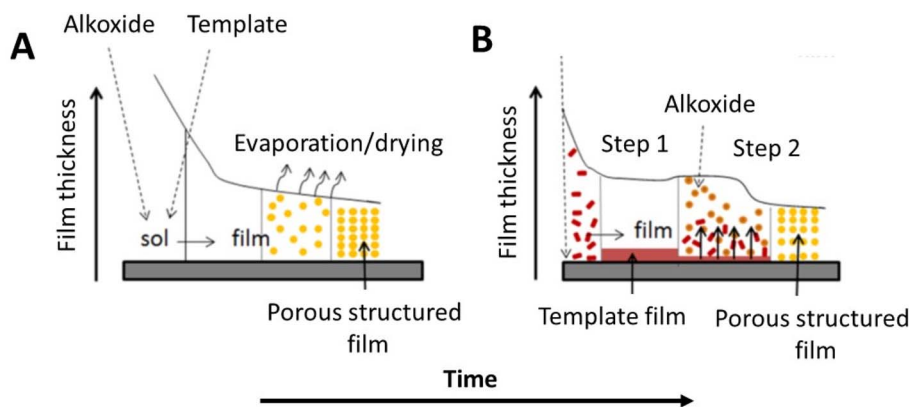 A
Alkoxide
Template
Film thickness
Evaporation/drying
sol
film
Porous structured
film
B
Film thickness
Alkoxide
Step 1
Step 2
film
Template film
Porous structured
film
Time